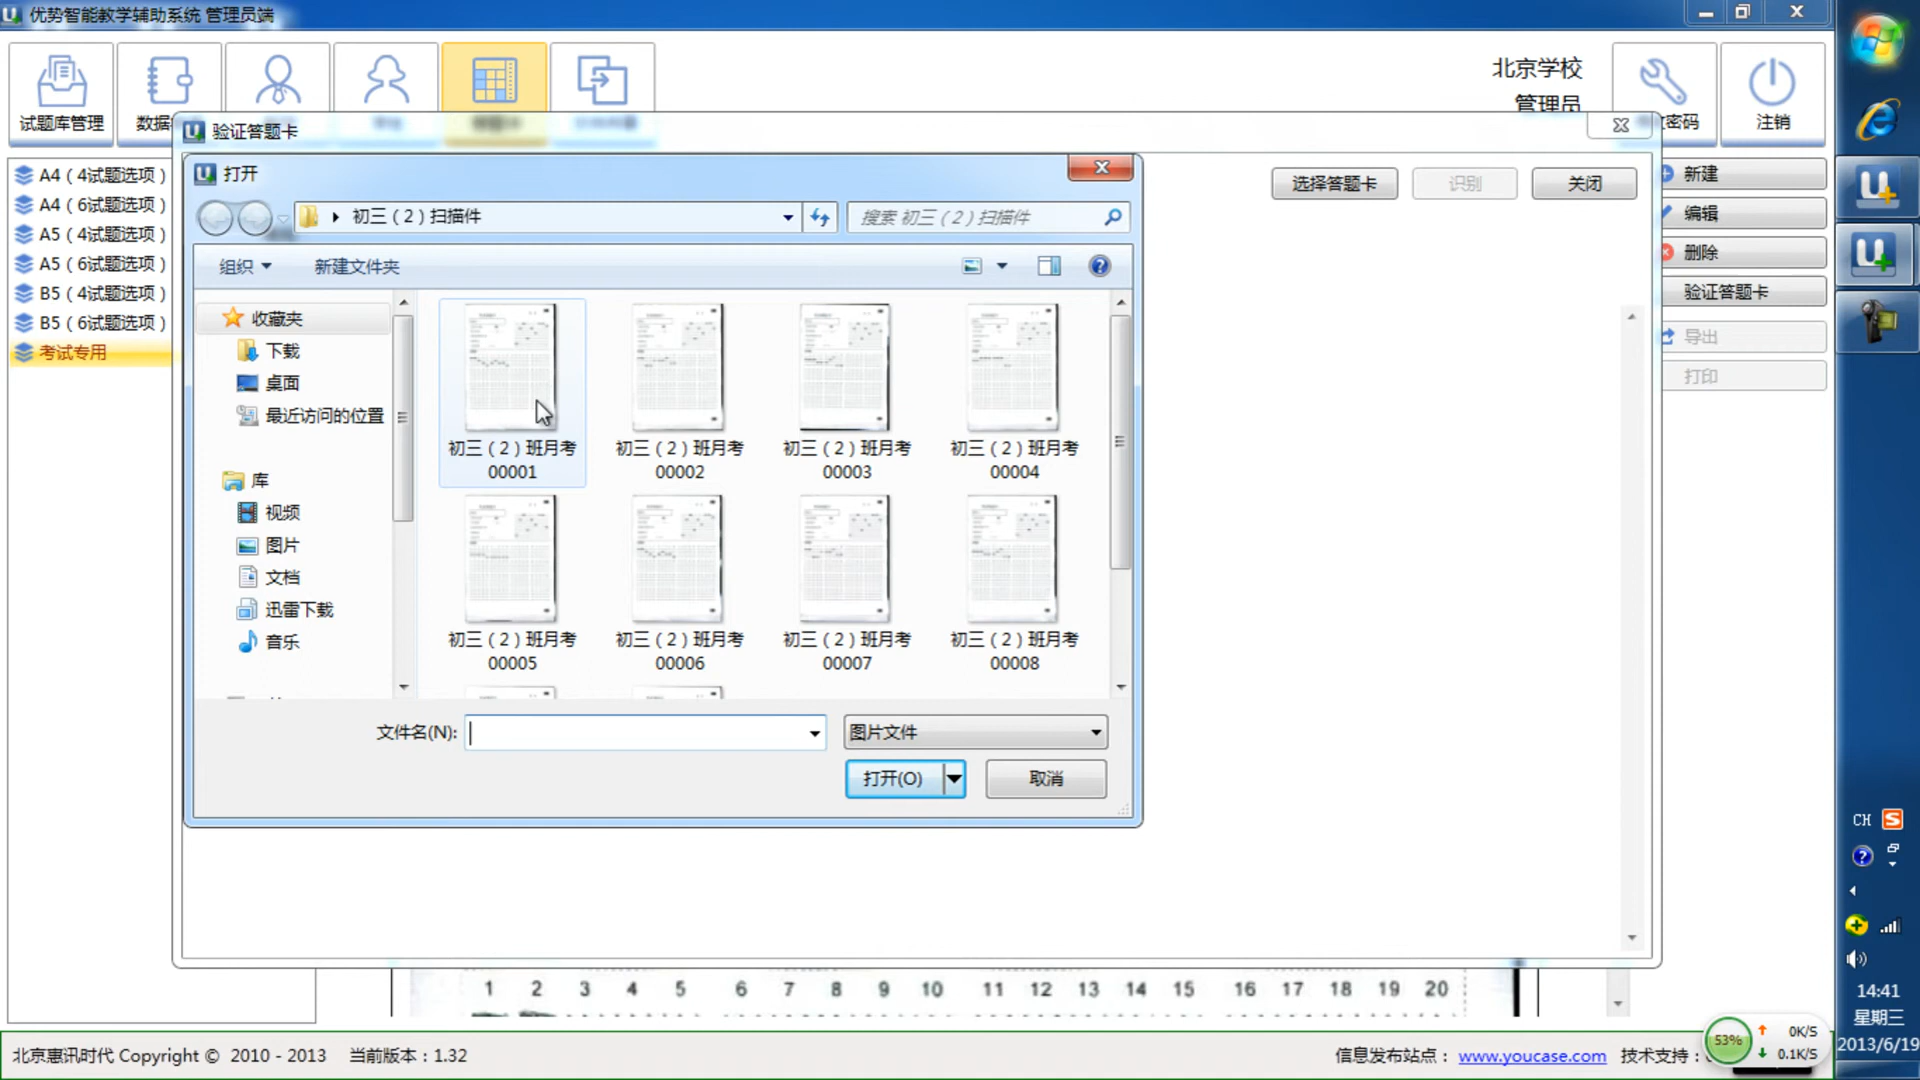 优势智能教学辅助系统 管理员端
试题库管理
数据
北京学校
管理员
密码
注销
验证答题卡
选择答题卡
识别
关闭
打开
初三（2）扫描件
搜索 初三（2）扫描件
组织
新建文件夹
A4（4试题选项）
A4（6试题选项）
A5（4试题选项）
A5（6试题选项）
B5（4试题选项）
B5（6试题选项）
考试专用
新建
编辑
删除
验证答题卡
导出
打印
收藏夹
下载
桌面
最近访问的位置
库
视频
图片
文档
迅雷下载
音乐
初三（2）班月考
00001
初三（2）班月考
00002
初三（2）班月考
00003
初三（2）班月考
00004
初三（2）班月考
00005
初三（2）班月考
00006
初三（2）班月考
00007
初三（2）班月考
00008
文件名(N):
图片文件
打开(O)
取消
1 2 3 4 5 6 7 8 9 10 11 12 13 14 15 16 17 18 19 20
CH
14:41
星期三
2013/6/19
53%
0K/S
0.1K/S
北京惠讯时代 Copyright © 2010 - 2013 当前版本：1.32
信息发布站点： www.youcase.com 技术支持：